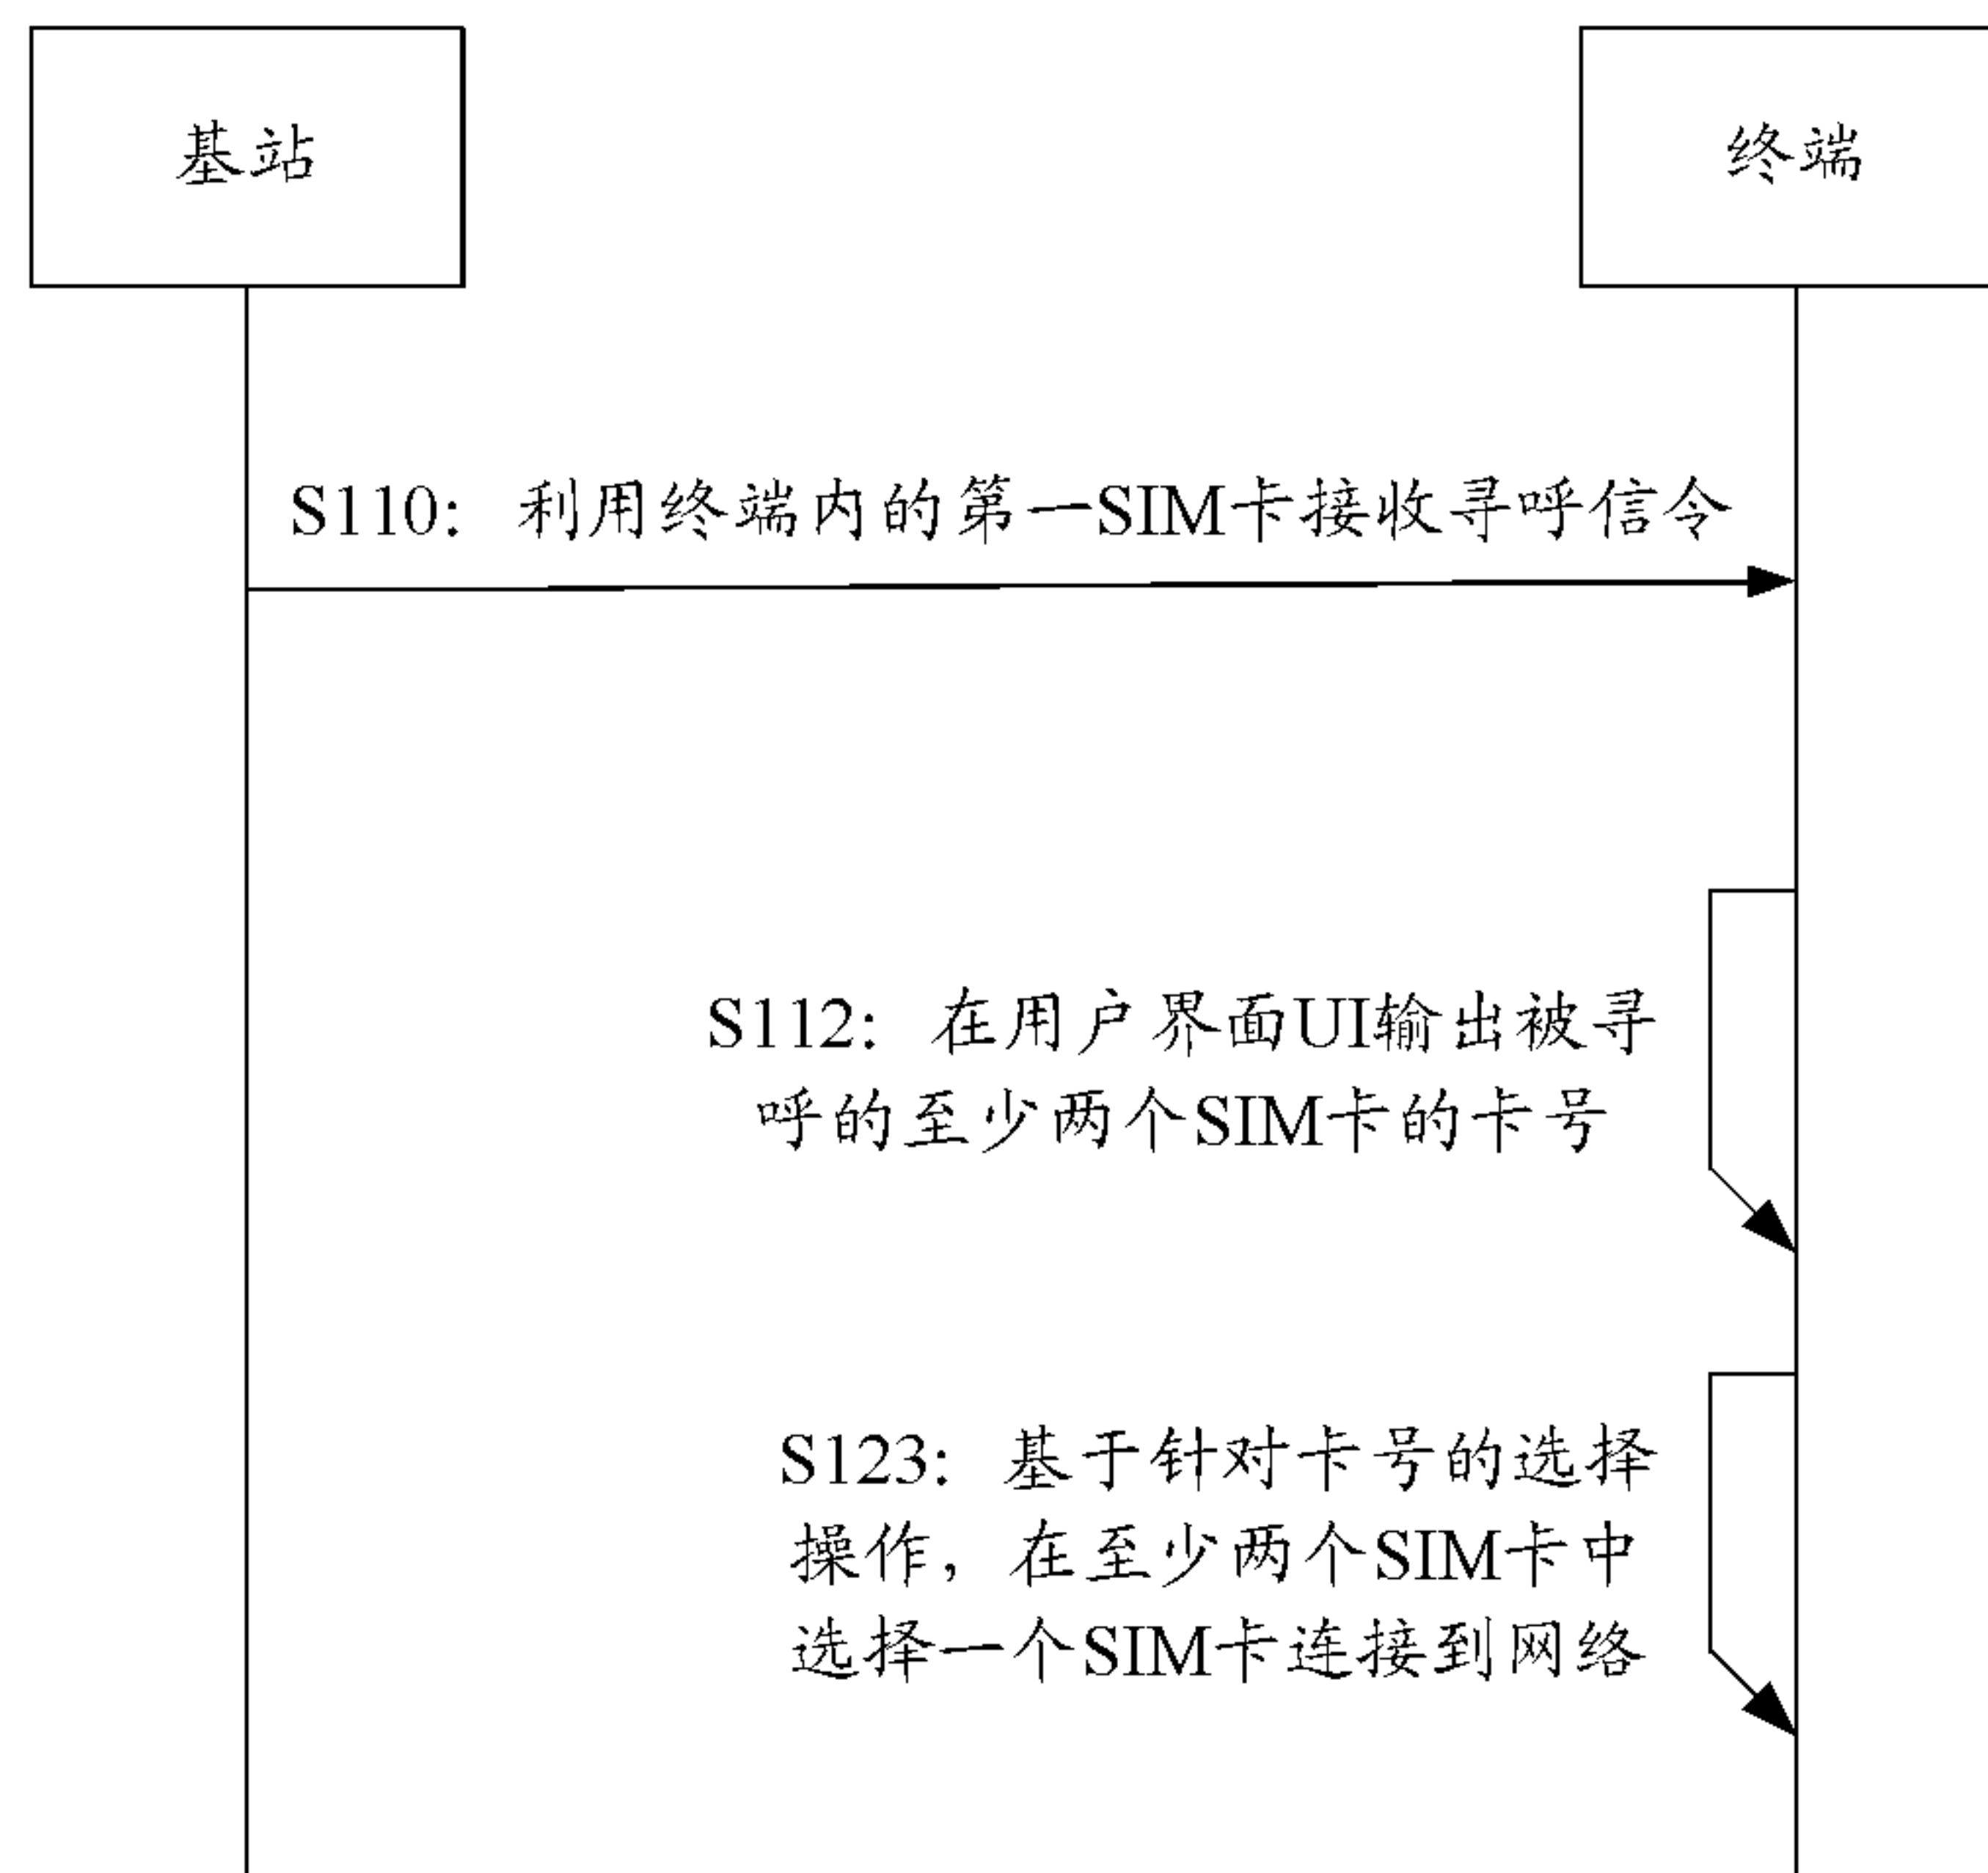 基站
终端
S110：利用终端内的第一SIM卡接收寻呼信令
S112：在用户界面UI输出被寻
呼的至少两个SIM卡的卡号
S123：基于针对卡号的选择
操作，在至少两个SIM卡中
选择一个SIM卡连接到网络